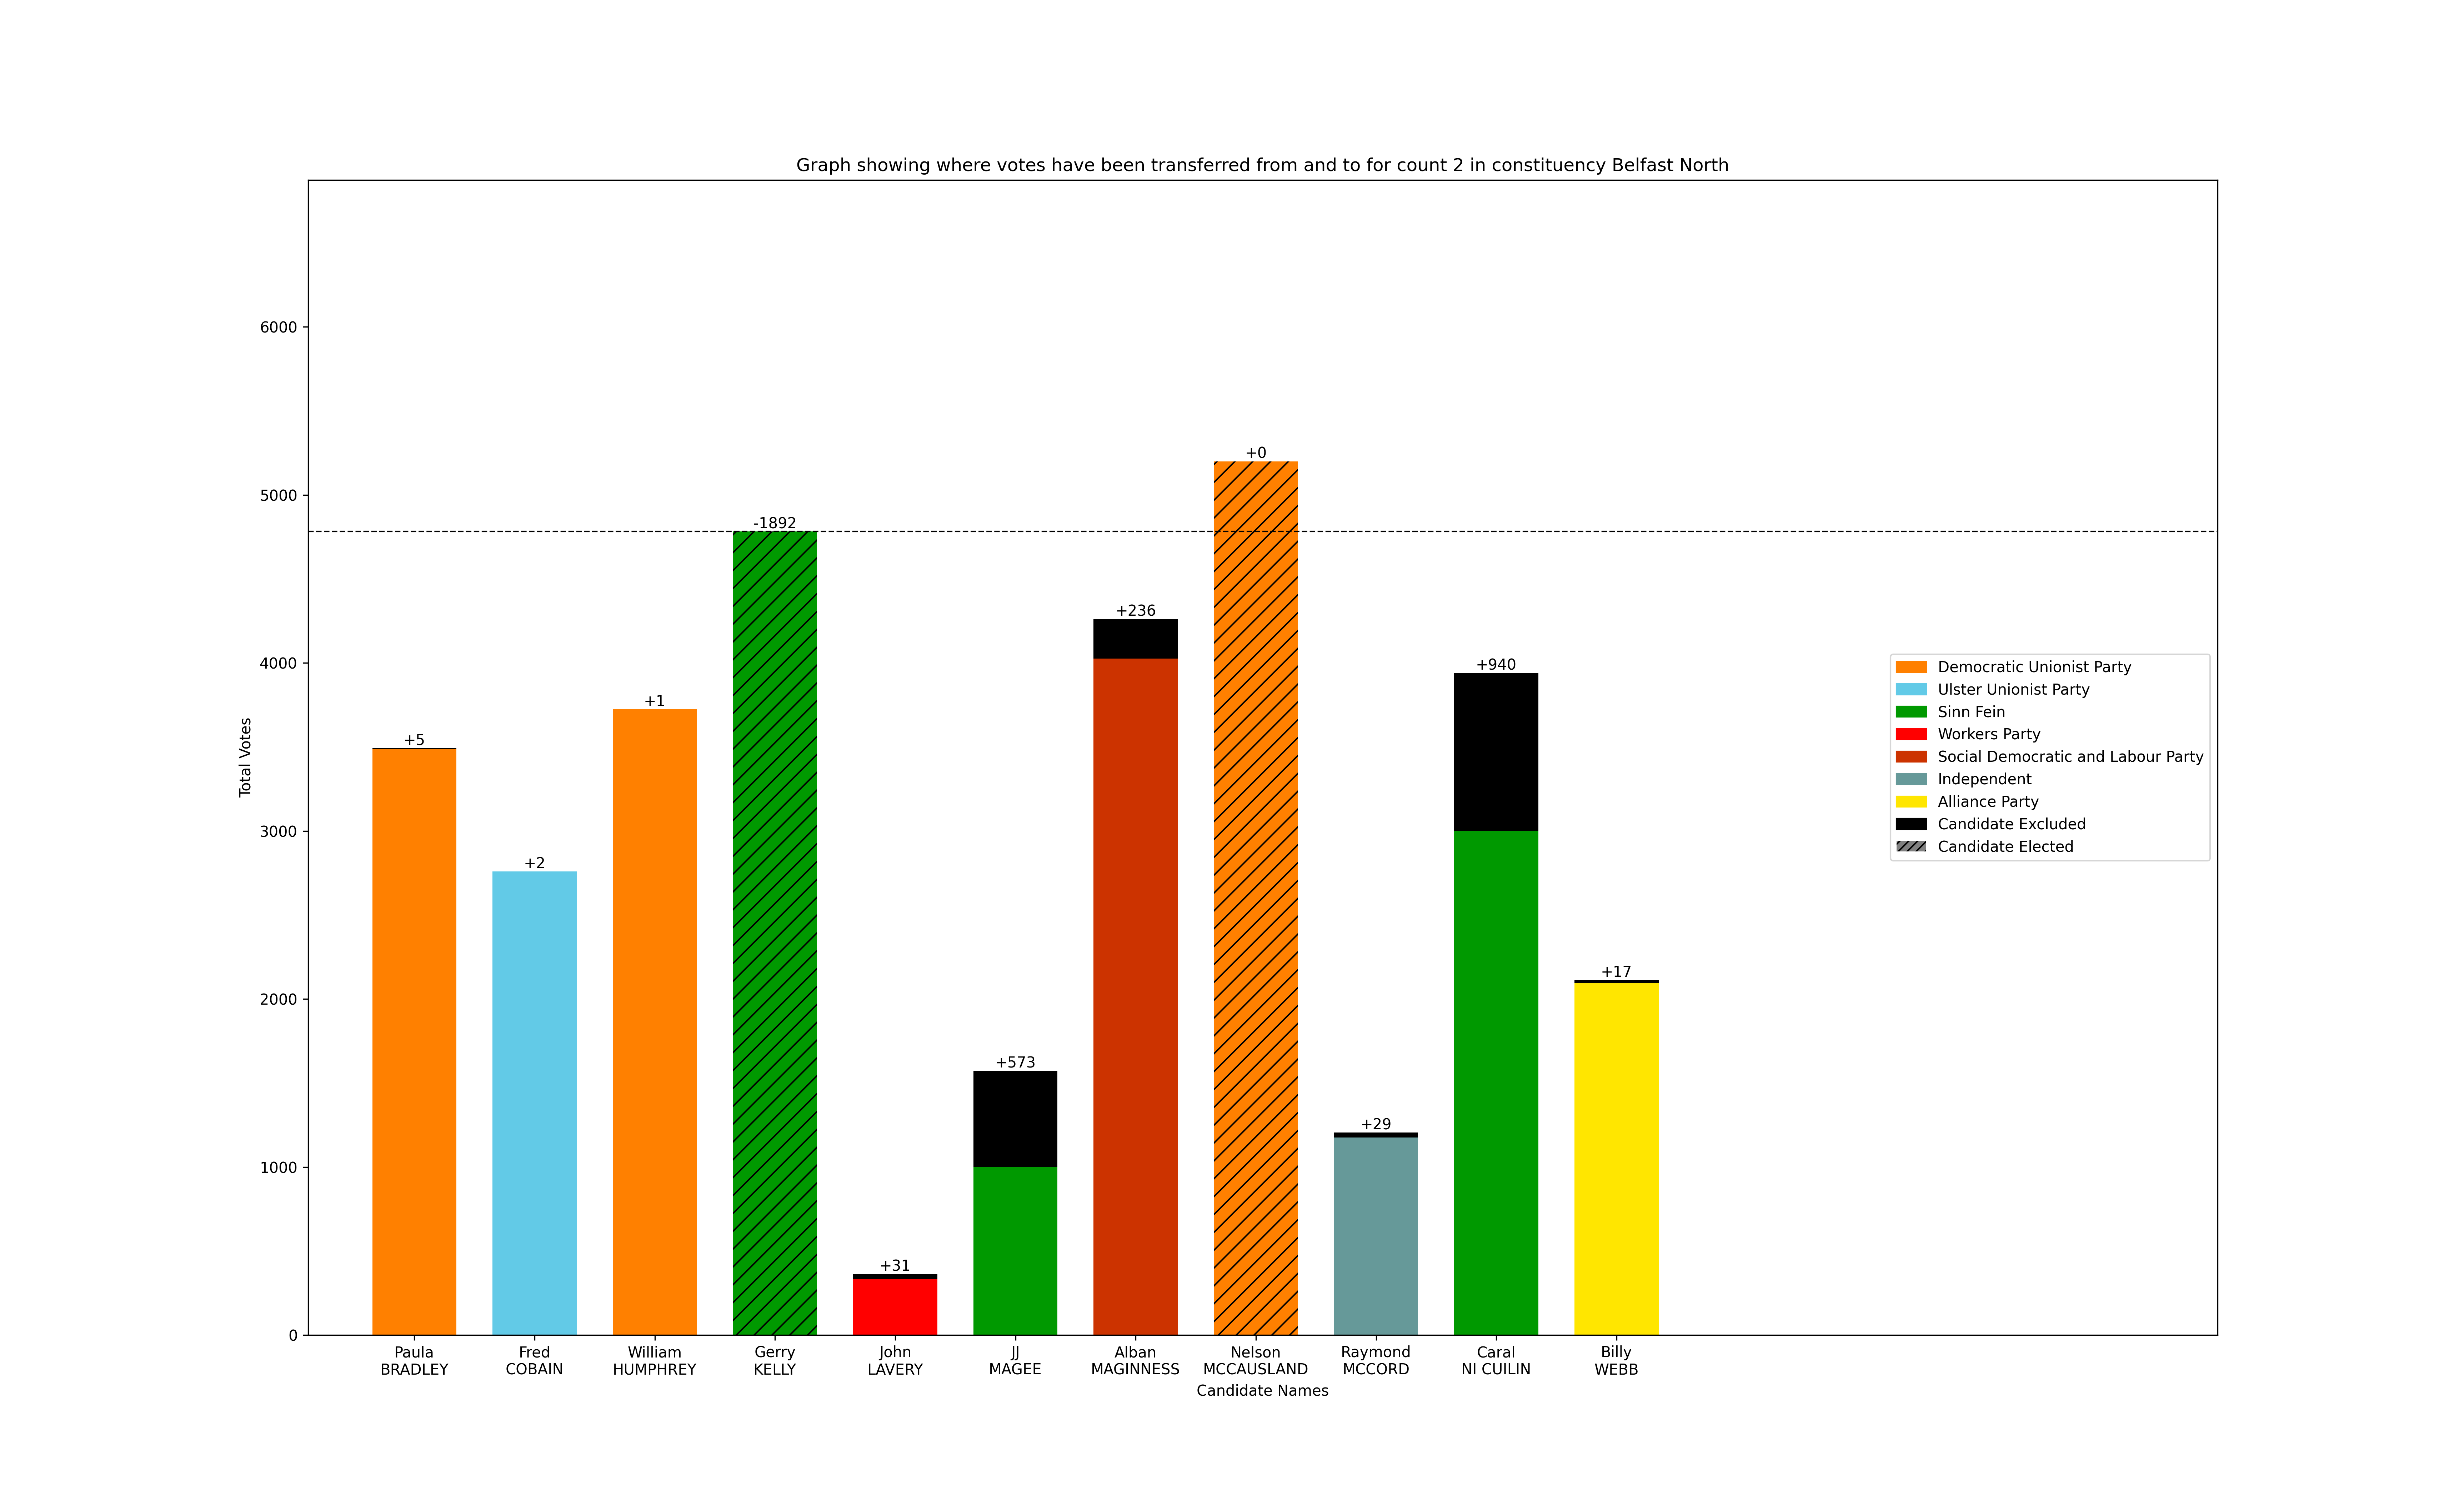 Graph showing where votes have been transferred from and to for count 2 in constituency Belfast North
Total Votes
6000
5000
4000
3000
2000
1000
0
+5
+2
+1
-1892
+31
+573
+236
+0
+29
+940
+17
Democratic Unionist Party
Ulster Unionist Party
Sinn Fein
Workers Party
Social Democratic and Labour Party
Independent
Alliance Party
Candidate Excluded
Candidate Elected
Paula
BRADLEY
Fred
COBAIN
William
HUMPHREY
Gerry
KELLY
John
LAVERY
JJ
MAGEE
Alban
MAGINNESS
Nelson
MCCAUSLAND
Raymond
MCCORD
Caral
NI CUILIN
Billy
WEBB
Candidate Names